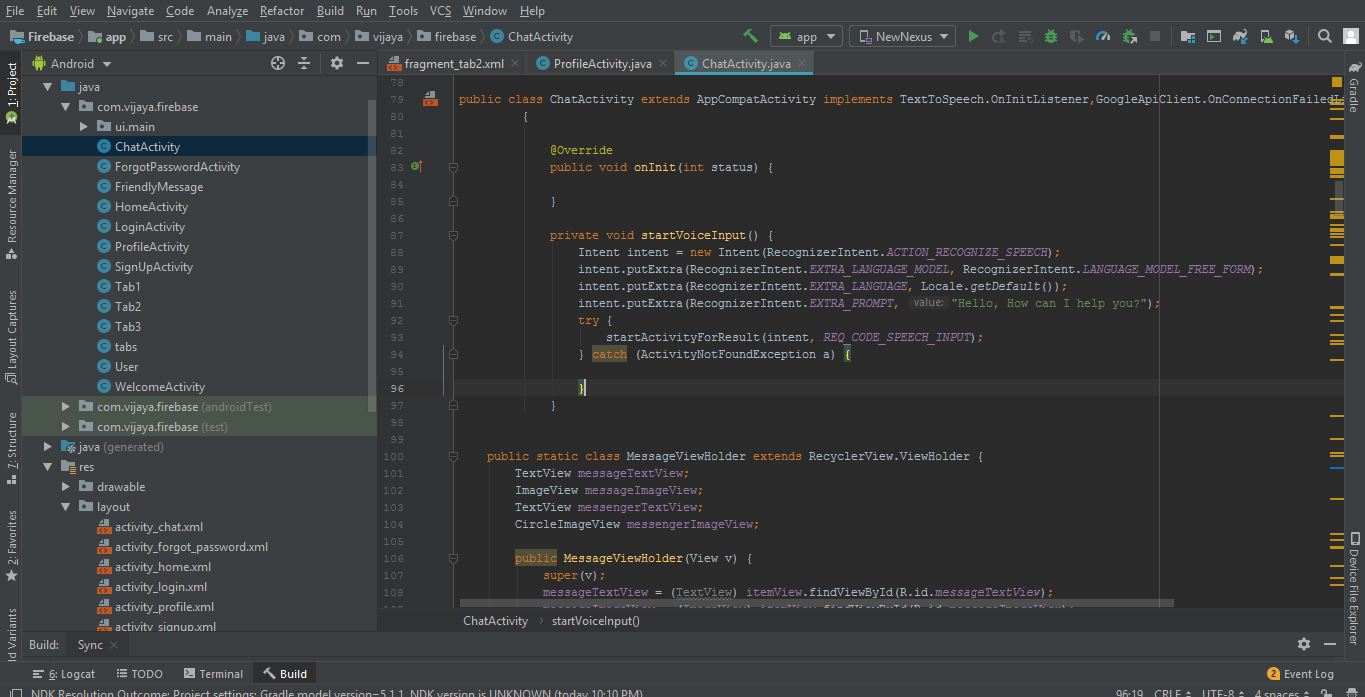 File Edit View Navigate Code Analyze Refactor Build Run Tools VCS Window Help
Firebase app src main java com vijaya firebase ChatActivity app NewNexus
Android
fragment_tab2.xml ProfileActivity.java ChatActivity.java
1: Project
Resource Manager
Layout Captures
7: Structure
2: Favorites
java
com.vijaya.firebase
ui.main
ChatActivity
ForgotPasswordActivity
FriendlyMessage
HomeActivity
LoginActivity
ProfileActivity
SignUpActivity
Tab1
Tab2
Tab3
tabs
User
WelcomeActivity
com.vijaya.firebase (androidTest)
com.vijaya.firebase (test)
java (generated)
res
drawable
layout
activity_chat.xml
activity_forgot_password.xml
activity_home.xml
activity_login.xml
activity_profile.xml
activity_signup.xml
78
79 public class ChatActivity extends AppCompatActivity implements TextToSpeech.OnInitListener,GoogleApiClient.OnConnectionFailedLi
80 {
81
82 @Override
83 public void onInit(int status) {
84
85 }
86
87 private void startVoiceInput() {
88 Intent intent = new Intent(RecognizerIntent.ACTION_RECOGNIZE_SPEECH);
89 intent.putExtra(RecognizerIntent.EXTRA_LANGUAGE_MODEL, RecognizerIntent.LANGUAGE_MODEL_FREE_FORM);
90 intent.putExtra(RecognizerIntent.EXTRA_LANGUAGE, Locale.getDefault());
91 intent.putExtra(RecognizerIntent.EXTRA_PROMPT, value: "Hello, How can I help you?");
92 try {
93 startActivityForResult(intent, REQ_CODE_SPEECH_INPUT);
94 } catch (ActivityNotFoundException a) {
95
96 }
97 }
98
99
100 public static class MessageViewHolder extends RecyclerView.ViewHolder {
101 TextView messageTextView;
102 ImageView messageImageView;
103 TextView messengerTextView;
104 CircleImageView messengerImageView;
105
106 public MessageViewHolder(View v) {
107 super(v);
108 messageTextView = (TextView) itemView.findViewById(R.id.messageTextView);
109 messageImageView = (ImageView) itemView.findViewById(R.id.messageImageView);
ChatActivity startVoiceInput()
Gradle
Device File Explorer
Build: Sync
6: Logcat TODO Terminal Build 2 Event Log
NDK Resolution Outcome: Project settings: Gradle model version=5.1.1, NDK version is UNKNOWN (today 10:10 PM) 96:19 CRLF UTF-8 4 spaces